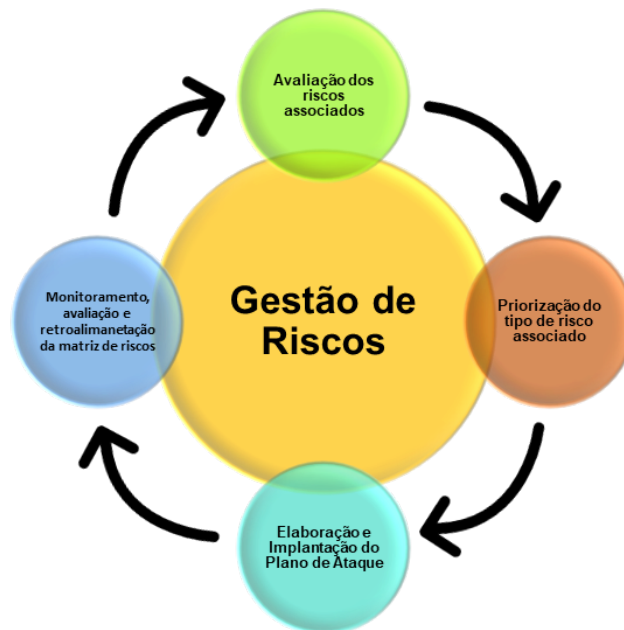 Avaliação dos
riscos
associados
Gestão de
Riscos
Priorização do
tipo de risco
associado
Elaboração e
Implantação do
Plano de Ataque
Monitoramento,
avaliação e
retroalimanetação
da matriz de riscos